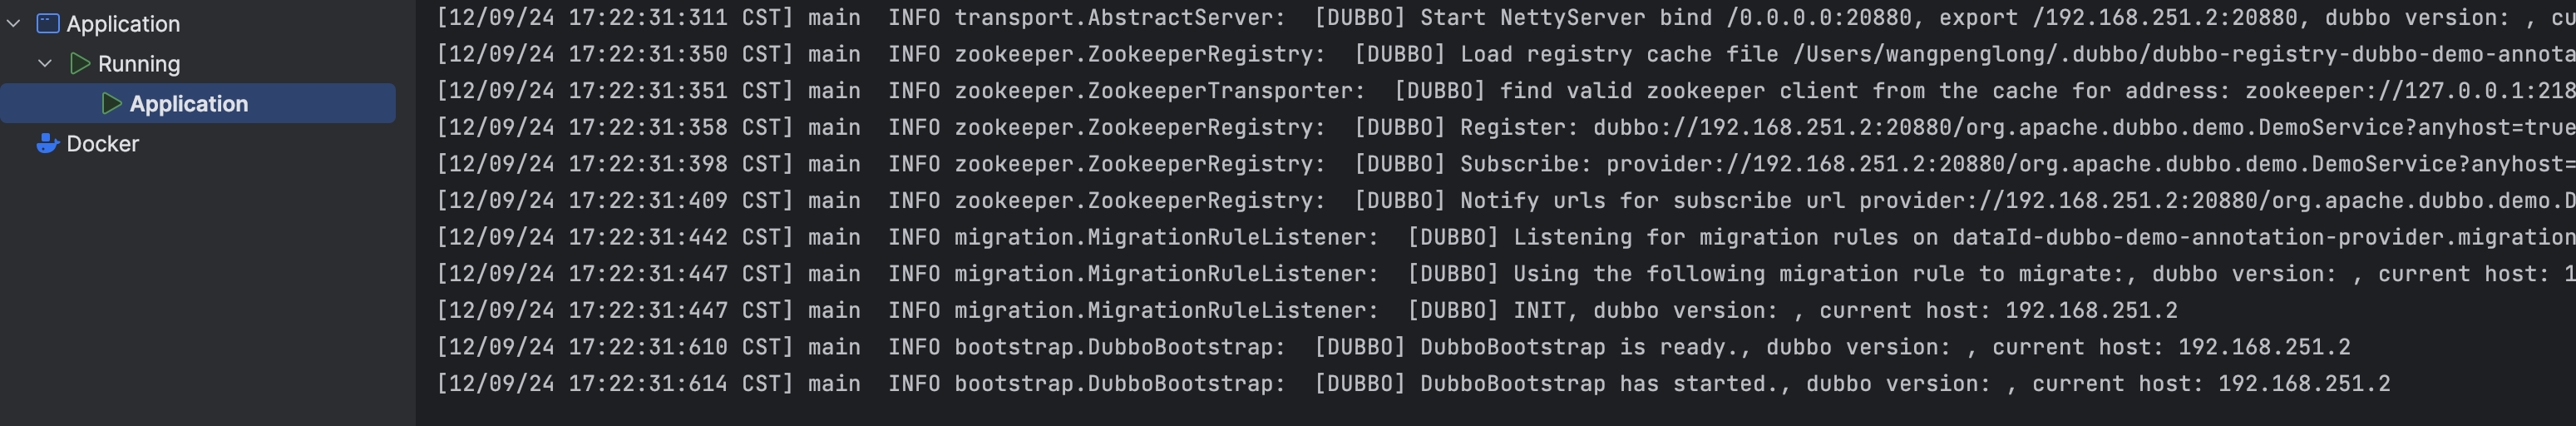 Application
Running
Application
Docker
[12/09/24 17:22:31:311 CST] main  INFO transport.AbstractServer:  [DUBBO] Start NettyServer bind /0.0.0.0:20880, export /192.168.251.2:20880, dubbo version: , cu
[12/09/24 17:22:31:350 CST] main  INFO zookeeper.ZookeeperRegistry:  [DUBBO] Load registry cache file /Users/wangpenglong/.dubbo/dubbo-registry-dubbo-demo-annota
[12/09/24 17:22:31:351 CST] main  INFO zookeeper.ZookeeperTransporter:  [DUBBO] find valid zookeeper client from the cache for address: zookeeper://127.0.0.1:218
[12/09/24 17:22:31:358 CST] main  INFO zookeeper.ZookeeperRegistry:  [DUBBO] Register: dubbo://192.168.251.2:20880/org.apache.dubbo.demo.DemoService?anyhost=true
[12/09/24 17:22:31:398 CST] main  INFO zookeeper.ZookeeperRegistry:  [DUBBO] Subscribe: provider://192.168.251.2:20880/org.apache.dubbo.demo.DemoService?anyhost=
[12/09/24 17:22:31:409 CST] main  INFO zookeeper.ZookeeperRegistry:  [DUBBO] Notify urls for subscribe url provider://192.168.251.2:20880/org.apache.dubbo.demo.D
[12/09/24 17:22:31:442 CST] main  INFO migration.MigrationRuleListener:  [DUBBO] Listening for migration rules on dataId-dubbo-demo-annotation-provider.migration
[12/09/24 17:22:31:447 CST] main  INFO migration.MigrationRuleListener:  [DUBBO] Using the following migration rule to migrate:, dubbo version: , current host: 1
[12/09/24 17:22:31:447 CST] main  INFO migration.MigrationRuleListener:  [DUBBO] INIT, dubbo version: , current host: 192.168.251.2
[12/09/24 17:22:31:610 CST] main  INFO bootstrap.DubboBootstrap:  [DUBBO] DubboBootstrap is ready., dubbo version: , current host: 192.168.251.2
[12/09/24 17:22:31:614 CST] main  INFO bootstrap.DubboBootstrap:  [DUBBO] DubboBootstrap has started., dubbo version: , current host: 192.168.251.2